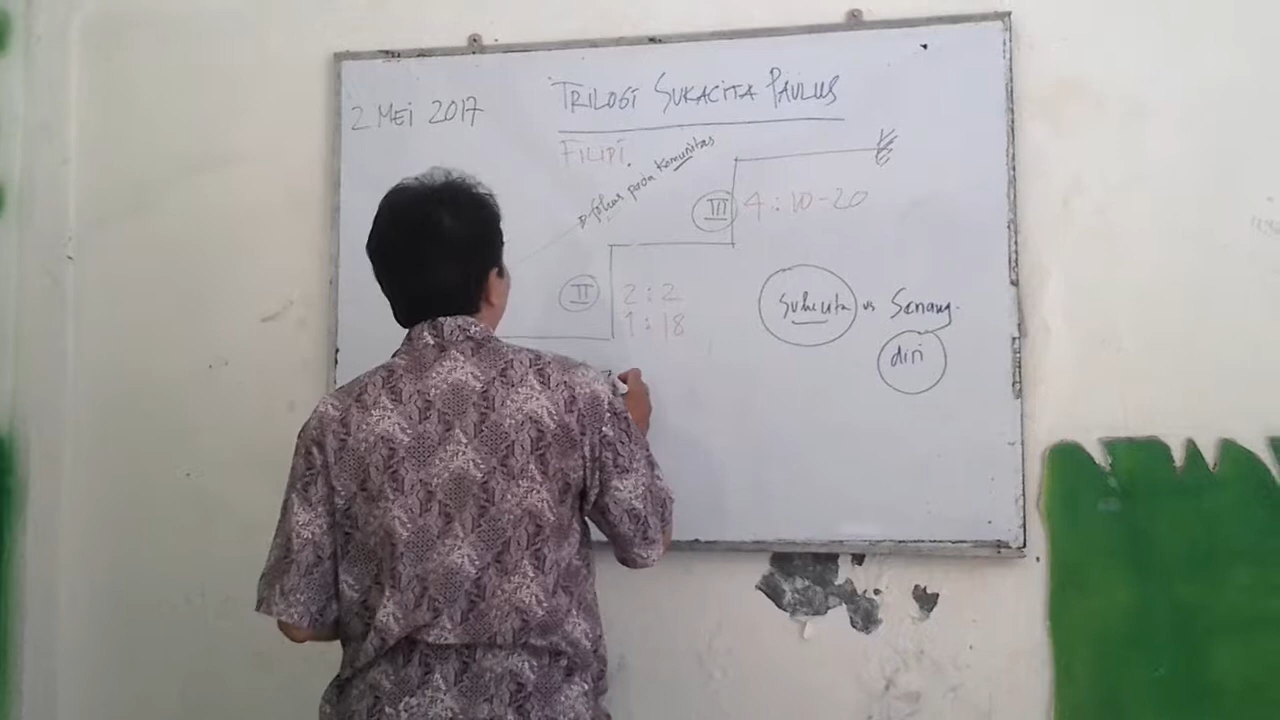 2 MEI 2017
TRILOGI SUKACITA PAULUS
FILIPI
fokus pada komunitas
III 4:10-20
II 2:2
1:18
Sukacita vs Senang
diri